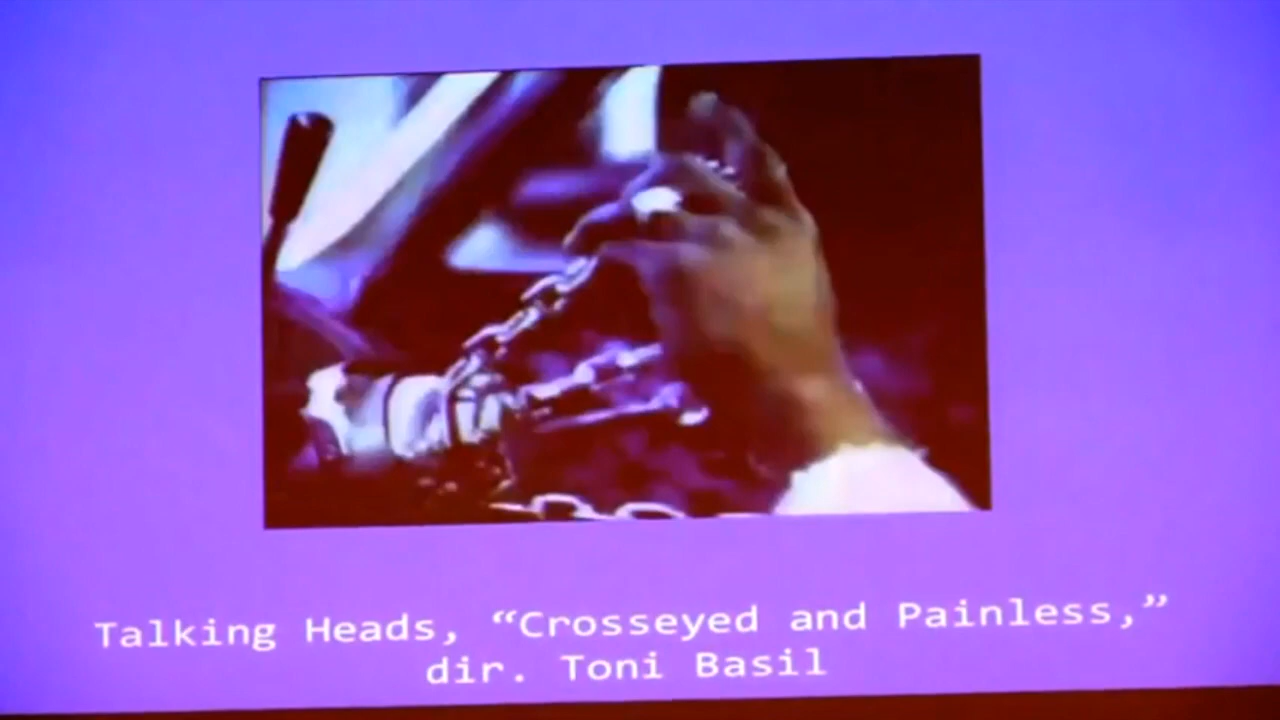 Talking Heads, “Crosseyed and Painless,”
dir. Toni Basil